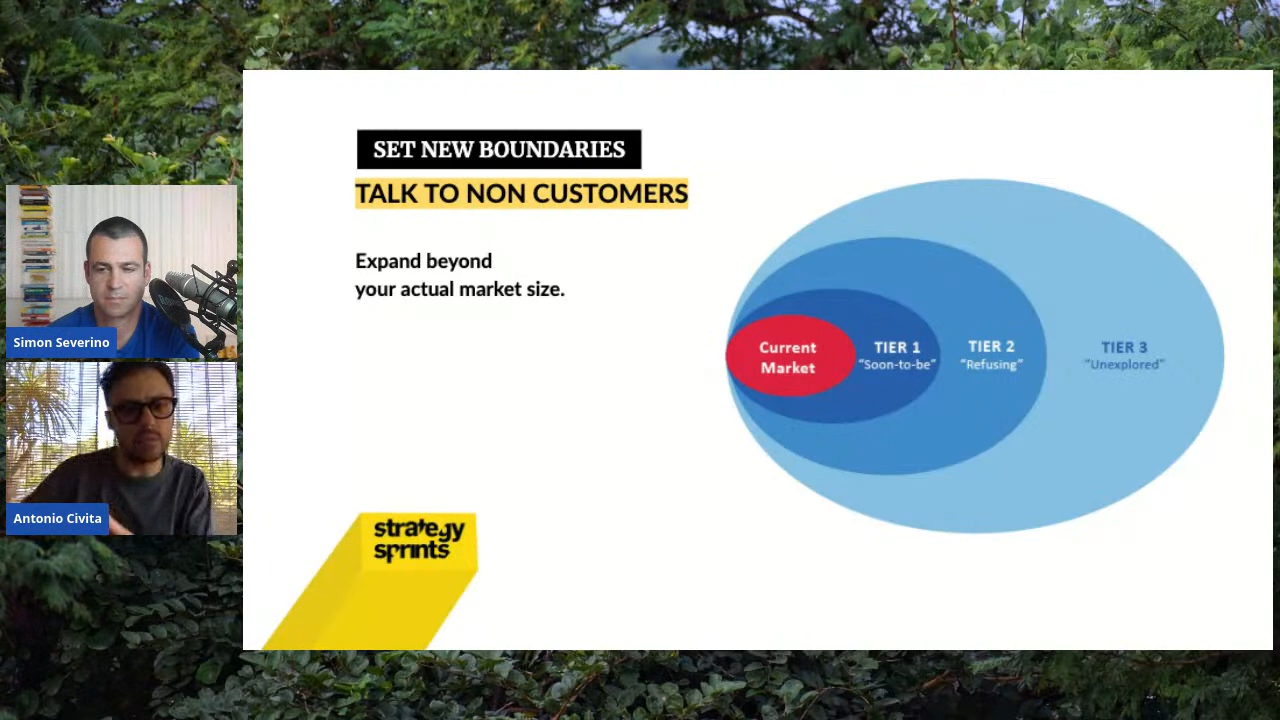 SET NEW BOUNDARIES
TALK TO NON CUSTOMERS
Expand beyond
your actual market size.
Current
Market
TIER 1
“Soon-to-be”
TIER 2
“Refusing”
TIER 3
“Unexplored”
strategy
sprints
Simon Severino
Antonio Civita